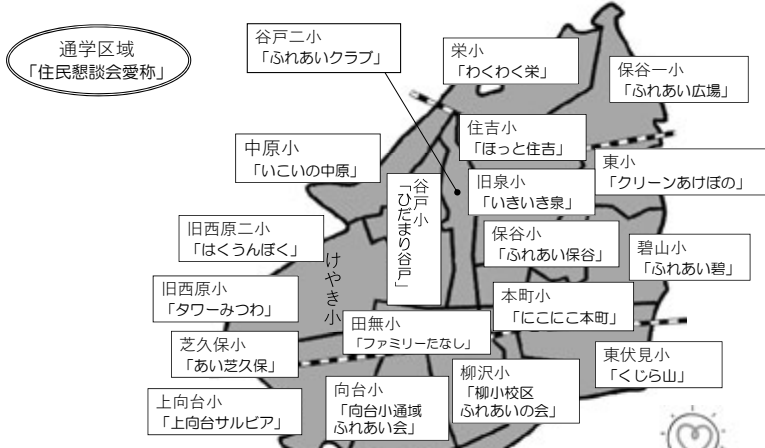 通学区域
「住民懇談会愛称」
谷戸二小
「ふれあいクラブ」
栄小
「わくわく栄」
保谷一小
「ふれあい広場」
住吉小
「ほっと住吉」
中原小
「いこいの中原」
東小
「クリーンあけぼの」
谷戸小
「ひだまり谷戸」
旧泉小
「いきいき泉」
旧西原二小
「はくうんぼく」
けやき小
保谷小
「ふれあい保谷」
碧山小
「ふれあい碧」
旧西原小
「タワーみつわ」
本町小
「にこにこ本町」
田無小
「ファミリーたなし」
芝久保小
「あい芝久保」
東伏見小
「くじら山」
上向台小
「上向台サルビア」
向台小
「向台小通域
ふれあい会」
柳沢小
「柳小校区
ふれあいの会」